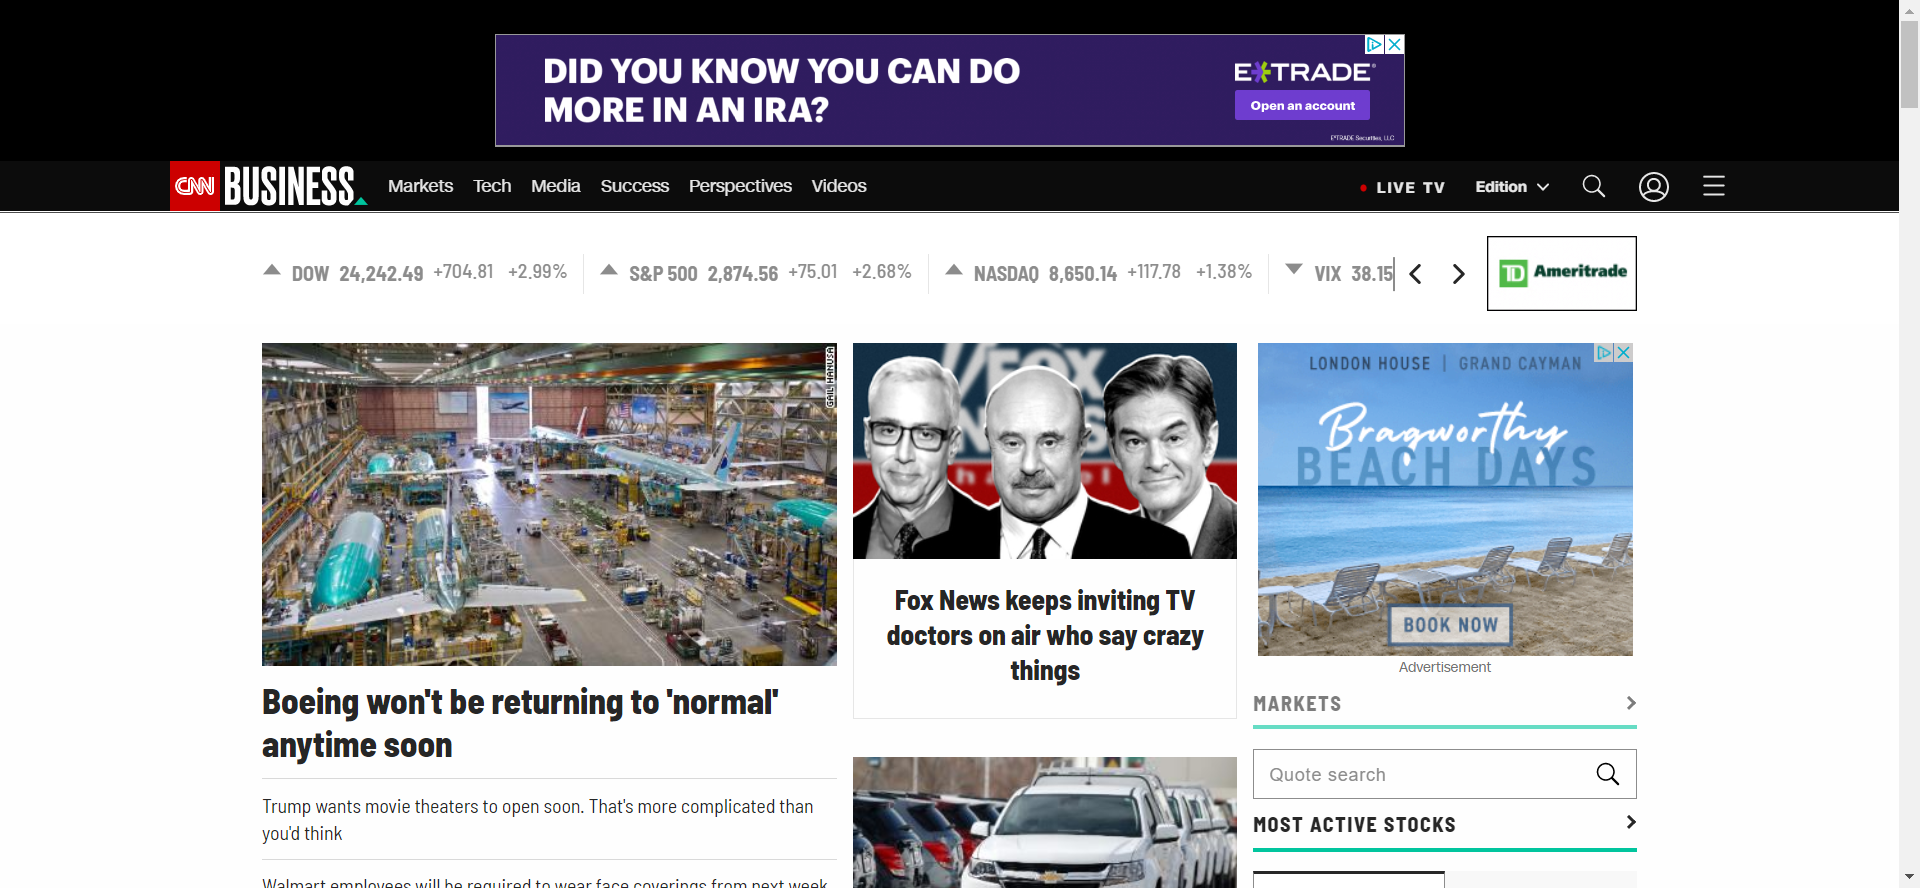 DID YOU KNOW YOU CAN DO
MORE IN AN IRA?
E*TRADE
Open an account
E*TRADE Securities, LLC
CNN BUSINESS
Markets Tech Media Success Perspectives Videos
LIVE TV Edition
DOW 24,242.49 +704.81 +2.99%
S&P 500 2,874.56 +75.01 +2.68%
NASDAQ 8,650.14 +117.78 +1.38%
VIX 38.15
TD Ameritrade
GAIL HANUSA
Boeing won't be returning to 'normal'
anytime soon
Trump wants movie theaters to open soon. That's more complicated than
you'd think
Walmart employees will be required to wear face coverings from next week
FOX
NEWS
channel
Fox News keeps inviting TV
doctors on air who say crazy
things
LONDON HOUSE | GRAND CAYMAN
Bragworthy
BEACH DAYS
BOOK NOW
Advertisement
MARKETS
Quote search
MOST ACTIVE STOCKS